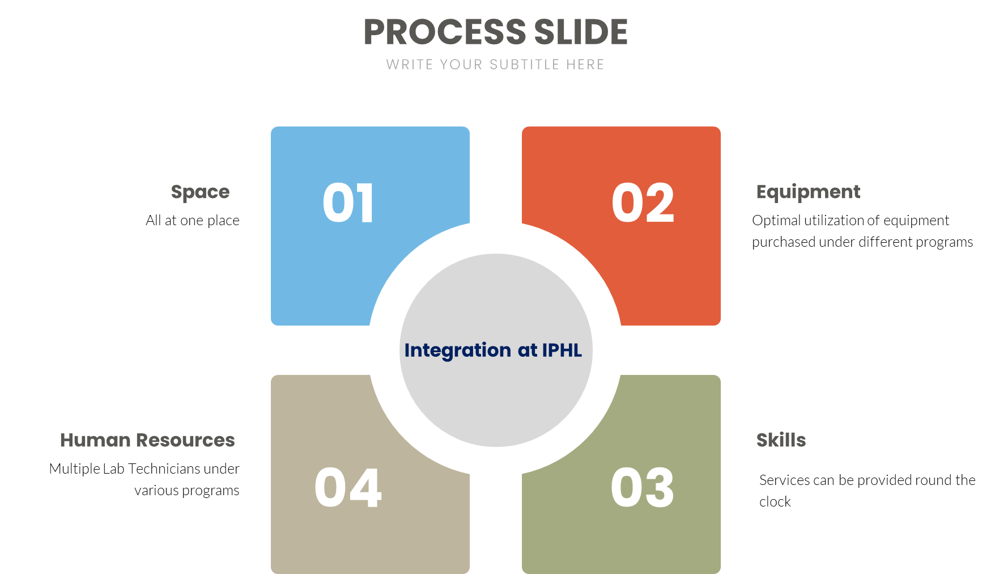 PROCESS SLIDE
WRITE YOUR SUBTITLE HERE
01
Space
All at one place
02
Equipment
Optimal utilization of equipment
purchased under different programs
Integration at IPHL
04
Human Resources
Multiple Lab Technicians under
various programs
03
Skills
Services can be provided round the
clock